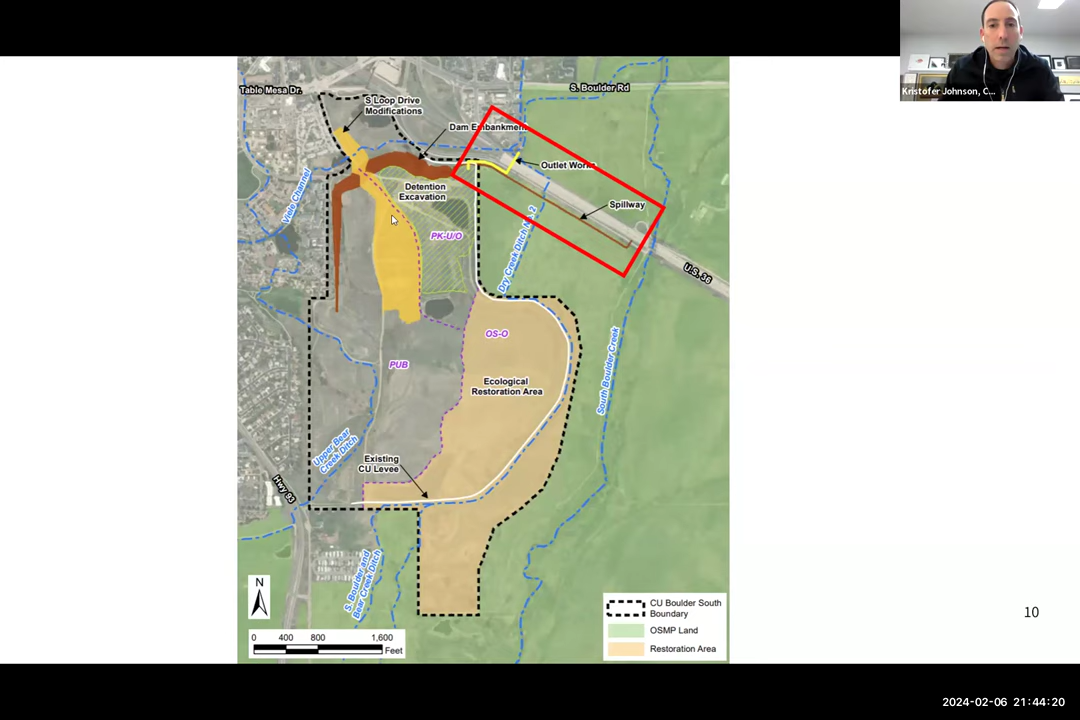 Kristofer Johnson, C...
Table Mesa Dr.
S Loop Drive
Modifications
S. Boulder Rd
Dam Embankment
Outlet Works
Detention
Excavation
Viele Channel
Spillway
Dry Creek Ditch No. 2
PK-U/O
U.S. 36
OS-O
PUB
Ecological
Restoration Area
South Boulder Creek
Upper Bear
Creek Ditch
Existing
CU Levee
Hwy 93
S. Boulder and
Bear Creek Ditch
N
0 400 800 1,600
Feet
CU Boulder South
Boundary
OSMP Land
Restoration Area
10
2024-02-06 21:44:20